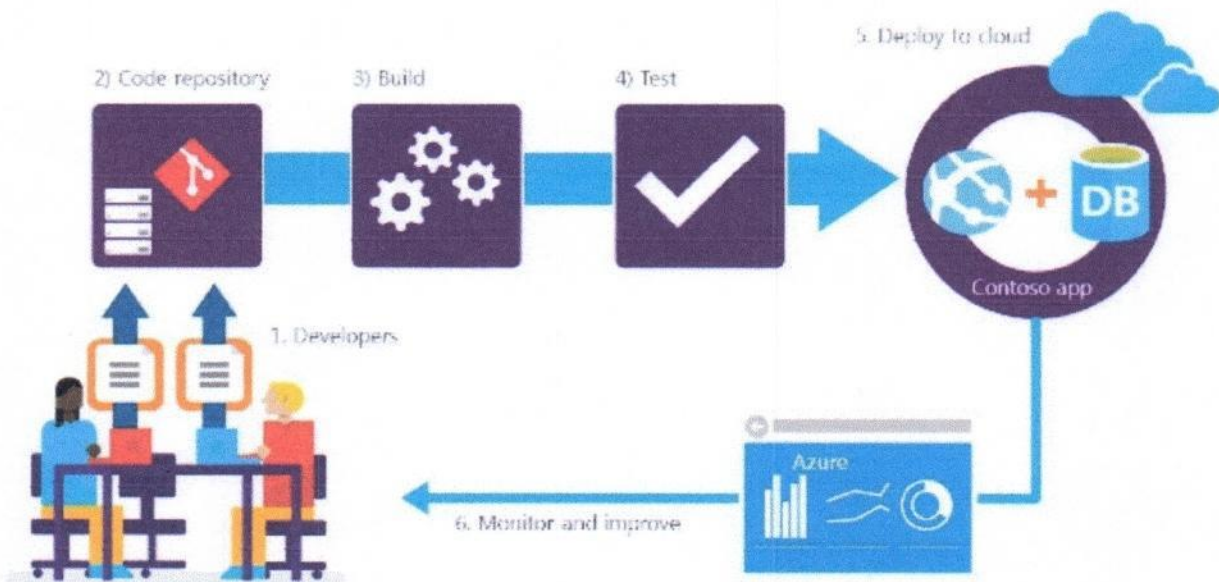 5. Deploy to cloud
2) Code repository
3) Build
4) Test
DB
Contoso app
1. Developers
Azure
6. Monitor and improve